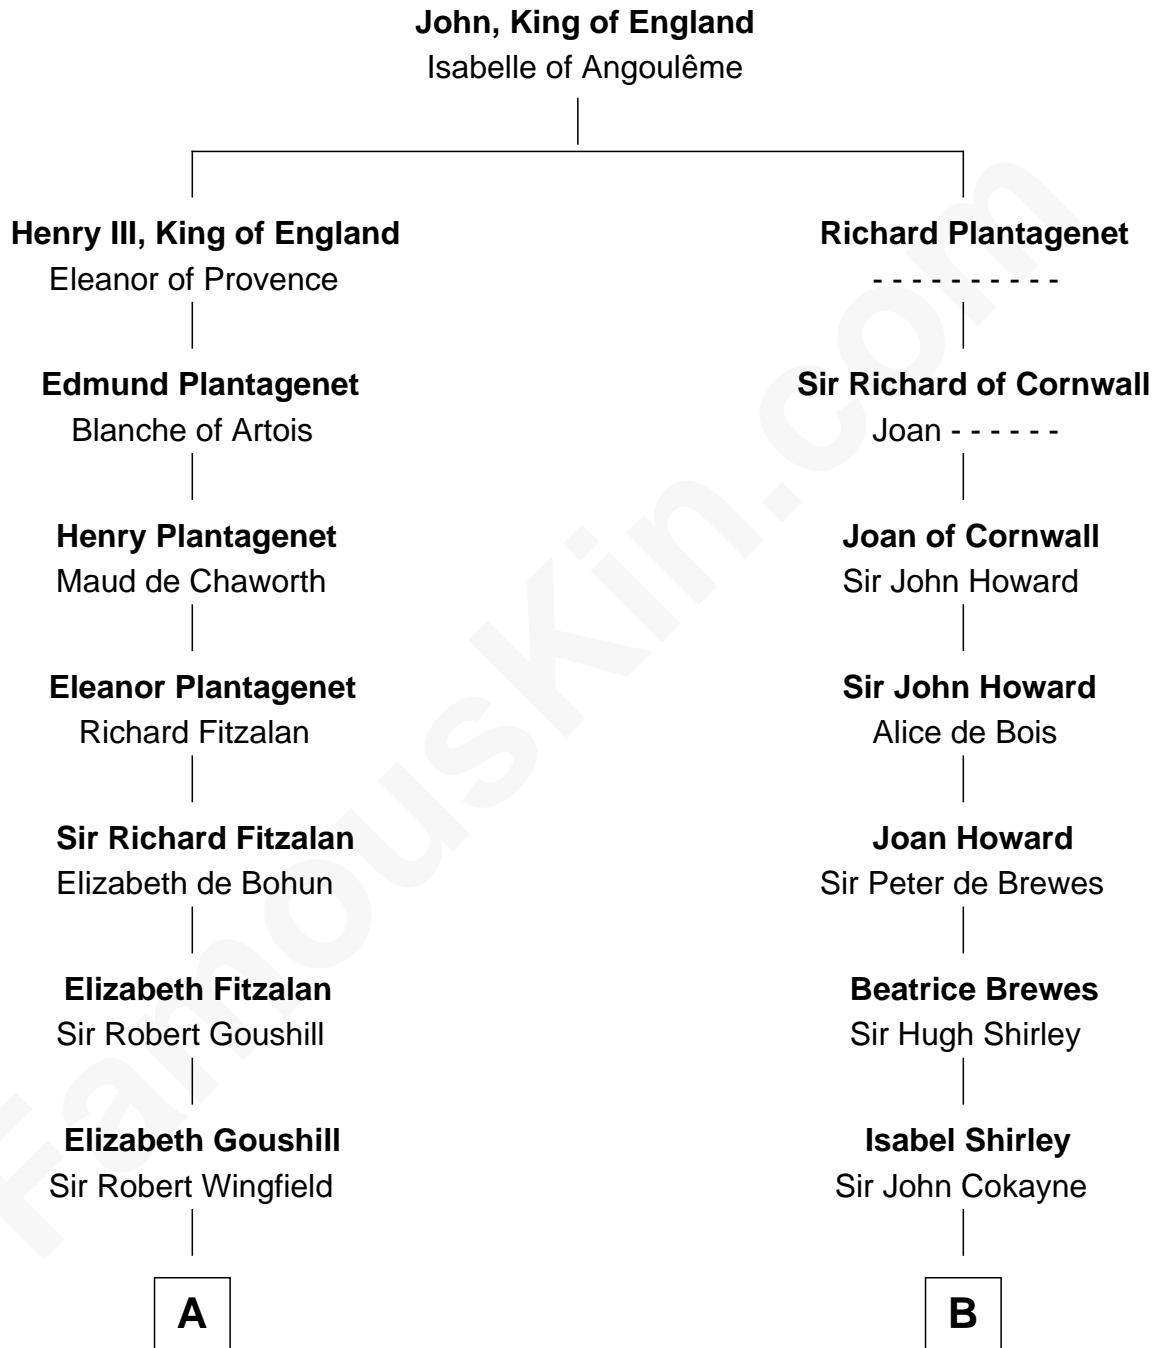 John, King of England
Isabelle of Angoulême
Henry III, King of England
Eleanor of Provence
Edmund Plantagenet
Blanche of Artois
Henry Plantagenet
Maud de Chaworth
Eleanor Plantagenet
Richard Fitzalan
Sir Richard Fitzalan
Elizabeth de Bohun
Elizabeth Fitzalan
Sir Robert Goushill
Elizabeth Goushill
Sir Robert Wingfield
A
Richard Plantagenet
- - - - - - - - - -
Sir Richard of Cornwall
Joan - - - - - -
Joan of Cornwall
Sir John Howard
Sir John Howard
Alice de Bois
Joan Howard
Sir Peter de Brewes
Beatrice Brewes
Sir Hugh Shirley
Isabel Shirley
Sir John Cokayne
B
FamousKin.com